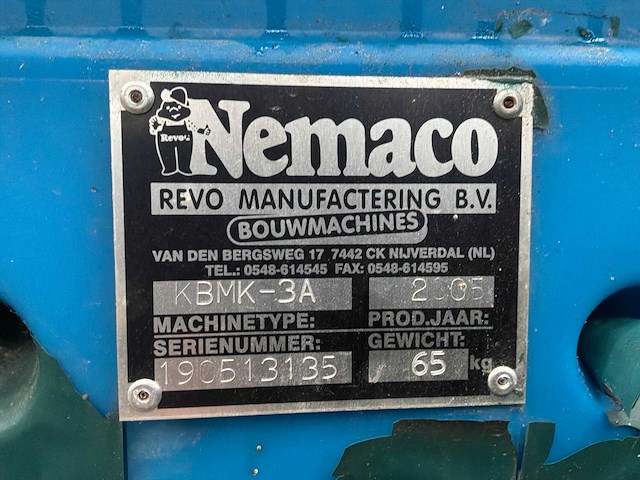 Revo
Nemaco
REVO MANUFACTERING B.V.
BOUWMACHINES
VAN DEN BERGSWEG 17 7442 CK NIJVERDAL (NL)
TEL.: 0548-614545 FAX: 0548-614595
KBMK-3A 2005
MACHINETYPE: PROD.JAAR:
SERIENUMMER: GEWICHT:
190513135 65 kg